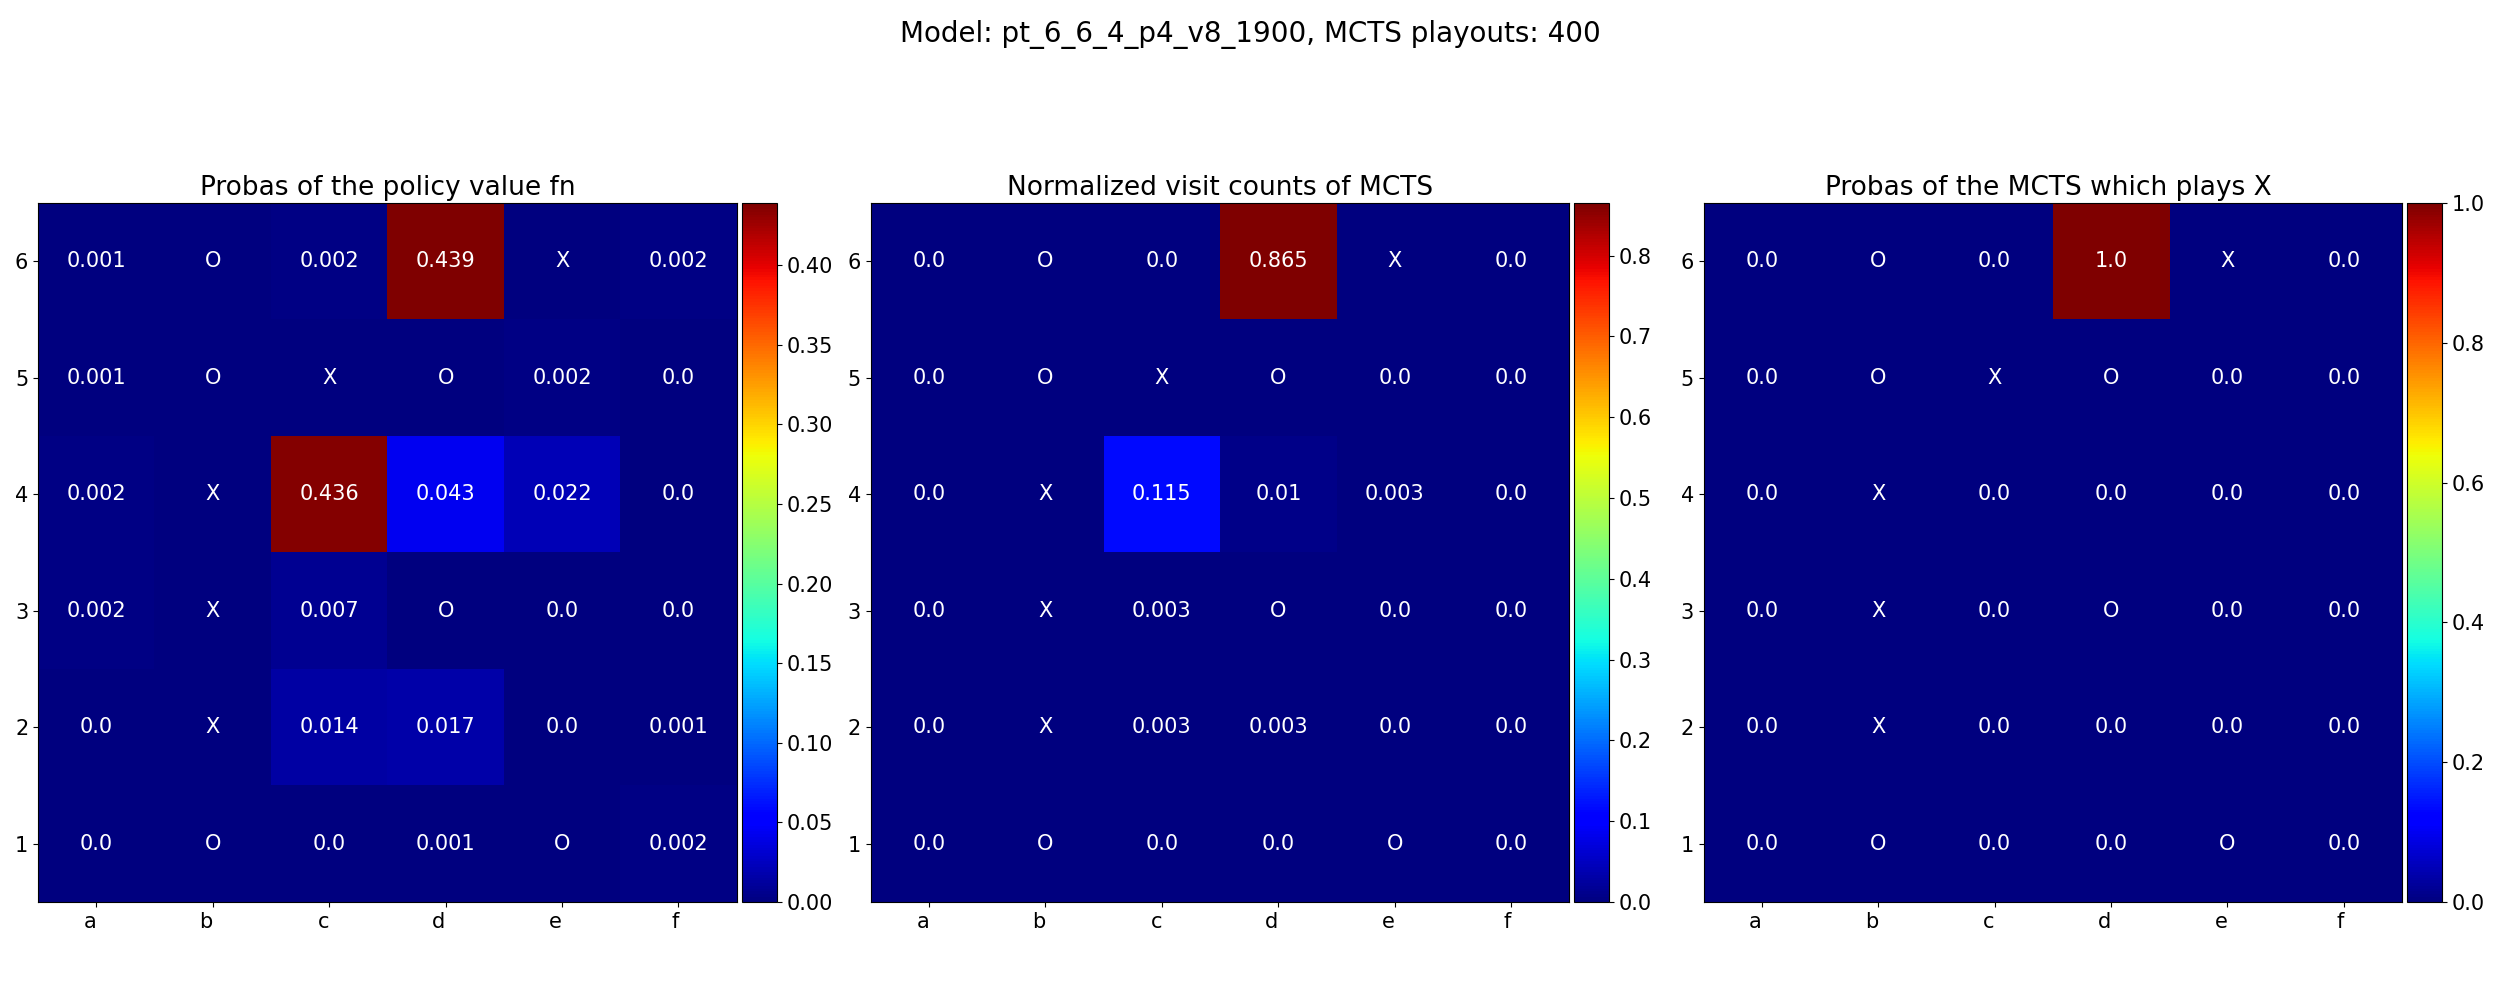 Model: pt_6_6_4_p4_v8_1900, MCTS playouts: 400
Probas of the policy value fn
6 0.001 O 0.002 0.439 X 0.002
5 0.001 O X O 0.002 0.0
4 0.002 X 0.436 0.043 0.022 0.0
3 0.002 X 0.007 O 0.0 0.0
2 0.0 X 0.014 0.017 0.0 0.001
1 0.0 O 0.0 0.001 O 0.002
a b c d e f
0.40
0.35
0.30
0.25
0.20
0.15
0.10
0.05
0.00
Normalized visit counts of MCTS
6 0.0 O 0.0 0.865 X 0.0
5 0.0 O X O 0.0 0.0
4 0.0 X 0.115 0.01 0.003 0.0
3 0.0 X 0.003 O 0.0 0.0
2 0.0 X 0.003 0.003 0.0 0.0
1 0.0 O 0.0 0.0 O 0.0
a b c d e f
0.8
0.7
0.6
0.5
0.4
0.3
0.2
0.1
0.0
Probas of the MCTS which plays X
6 0.0 O 0.0 1.0 X 0.0
5 0.0 O X O 0.0 0.0
4 0.0 X 0.0 0.0 0.0 0.0
3 0.0 X 0.0 O 0.0 0.0
2 0.0 X 0.0 0.0 0.0 0.0
1 0.0 O 0.0 0.0 O 0.0
a b c d e f
1.0
0.8
0.6
0.4
0.2
0.0